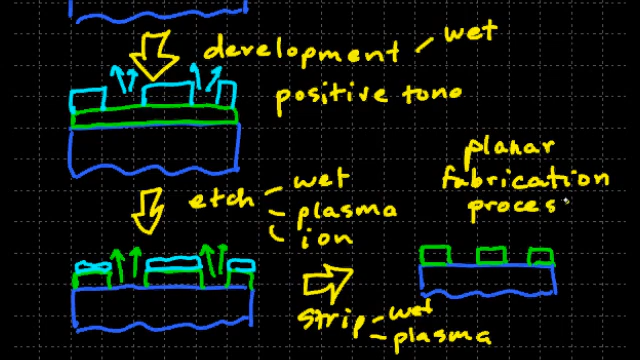 development - wet
positive tone
etch - wet
- plasma
- ion
planar
fabrication
proces
strip - wet
- plasma